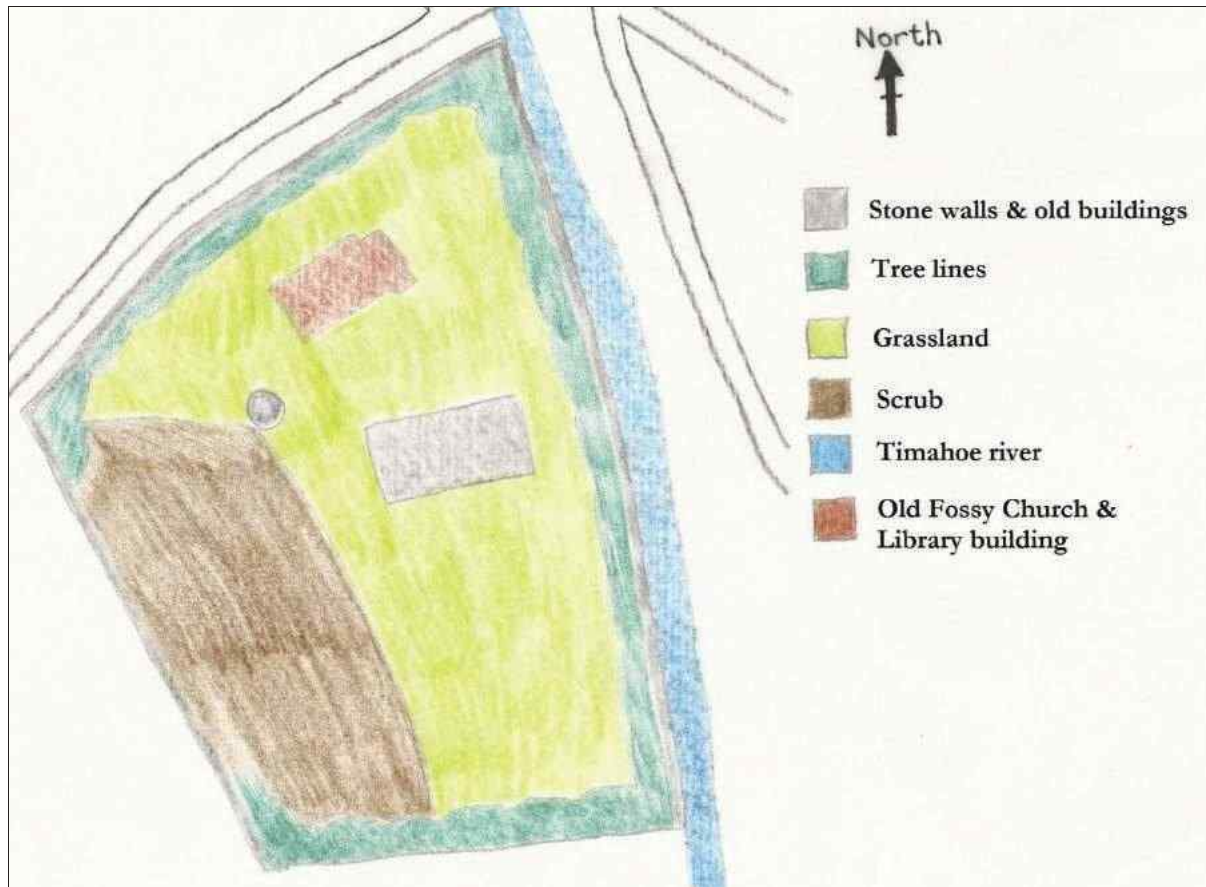 North
Stone walls & old buildings
Tree lines
Grassland
Scrub
Timahoe river
Old Fossy Church &
Library building